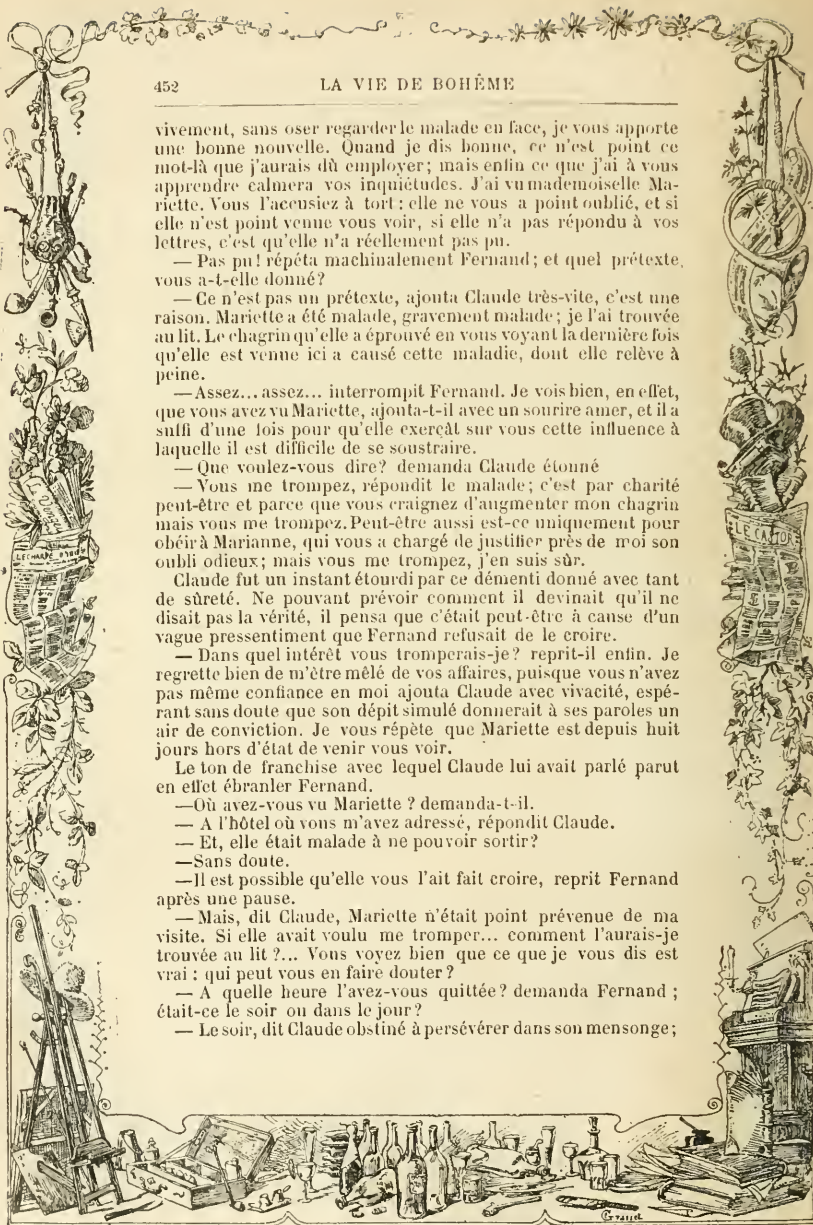 452 LA VIE DE BOHÊME
vivement, sans oser regarder le malade en face, je vous apporte
une bonne nouvelle. Quand je dis bonne, ce n'est point ce
mot-là que j'aurais dû employer; mais enfin ce que j'ai à vous
apprendre calmera vos inquiétudes. J'ai vu mademoiselle Ma-
riette. Vous l'accusiez à tort : elle ne vous a point oublié, et si
elle n'est point venue vous voir, si elle n'a pas répondu à vos
lettres, c'est qu'elle n'a réellement pas pu.
— Pas pu! répéta machinalement Fernand; et quel prétexte,
vous a-t-elle donné?
— Ce n'est pas un prétexte, ajouta Claude très-vite, c'est une
raison. Mariette a été malade, gravement malade; je l'ai trouvée
au lit. Le chagrin qu'elle a éprouvé en vous voyant la dernière fois
qu'elle est venue ici a causé cette maladie, dont elle relève à
peine.
— Assez... assez... interrompit Fernand. Je vois bien, en effet,
que vous avez vu Mariette, ajouta-t-il avec un sourire amer, et il a
suffi d'une fois pour qu'elle exerçât sur vous cette influence à
laquelle il est difficile de se soustraire.
— Que voulez-vous dire? demanda Claude étonné
— Vous me trompez, répondit le malade; c'est par charité
peut-être et parce que vous craignez d'augmenter mon chagrin
mais vous me trompez. Peut-être aussi est-ce uniquement pour
obéir à Marianne, qui vous a chargé de justifier près de moi son
oubli odieux; mais vous me trompez, j'en suis sûr.
Claude fut un instant étourdi par ce démenti donné avec tant
de sûreté. Ne pouvant prévoir comment il devinait qu'il ne
disait pas la vérité, il pensa que c'était peut-être à cause d'un
vague pressentiment que Fernand refusait de le croire.
— Dans quel intérêt vous tromperais-je? reprit-il enfin. Je
regrette bien de m'être mêlé de vos affaires, puisque vous n'avez
pas même confiance en moi ajouta Claude avec vivacité, espé-
rant sans doute que son dépit simulé donnerait à ses paroles un
air de conviction. Je vous répète que Mariette est depuis huit
jours hors d'état de venir vous voir.
Le ton de franchise avec lequel Claude lui avait parlé parut
en effet ébranler Fernand.
—Où avez-vous vu Mariette ? demanda-t-il.
— A l'hôtel où vous m'avez adressé, répondit Claude.
— Et, elle était malade à ne pouvoir sortir?
—Sans doute.
—Il est possible qu'elle vous l'ait fait croire, reprit Fernand
après une pause.
— Mais, dit Claude, Mariette n'était point prévenue de ma
visite. Si elle avait voulu me tromper... comment l'aurais-je
trouvée au lit ?... Vous voyez bien que ce que je vous dis est
vrai : qui peut vous en faire douter ?
— A quelle heure l'avez-vous quittée? demanda Fernand ;
était-ce le soir ou dans le jour?
— Le soir, dit Claude obstiné à persévérer dans son mensonge;
LE CASTOR